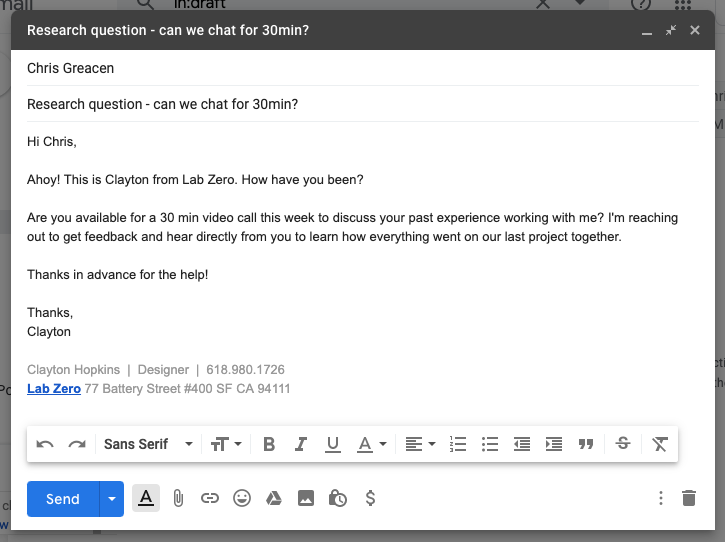 in:draft
Research question - can we chat for 30min?
Chris Greacen
Research question - can we chat for 30min?
Hi Chris,
Ahoy! This is Clayton from Lab Zero. How have you been?
Are you available for a 30 min video call this week to discuss your past experience working with me? I'm reaching
out to get feedback and hear directly from you to learn how everything went on our last project together.
Thanks in advance for the help!
Thanks,
Clayton
Clayton Hopkins | Designer | 618.980.1726
Lab Zero 77 Battery Street #400 SF CA 94111
Sans Serif
Send